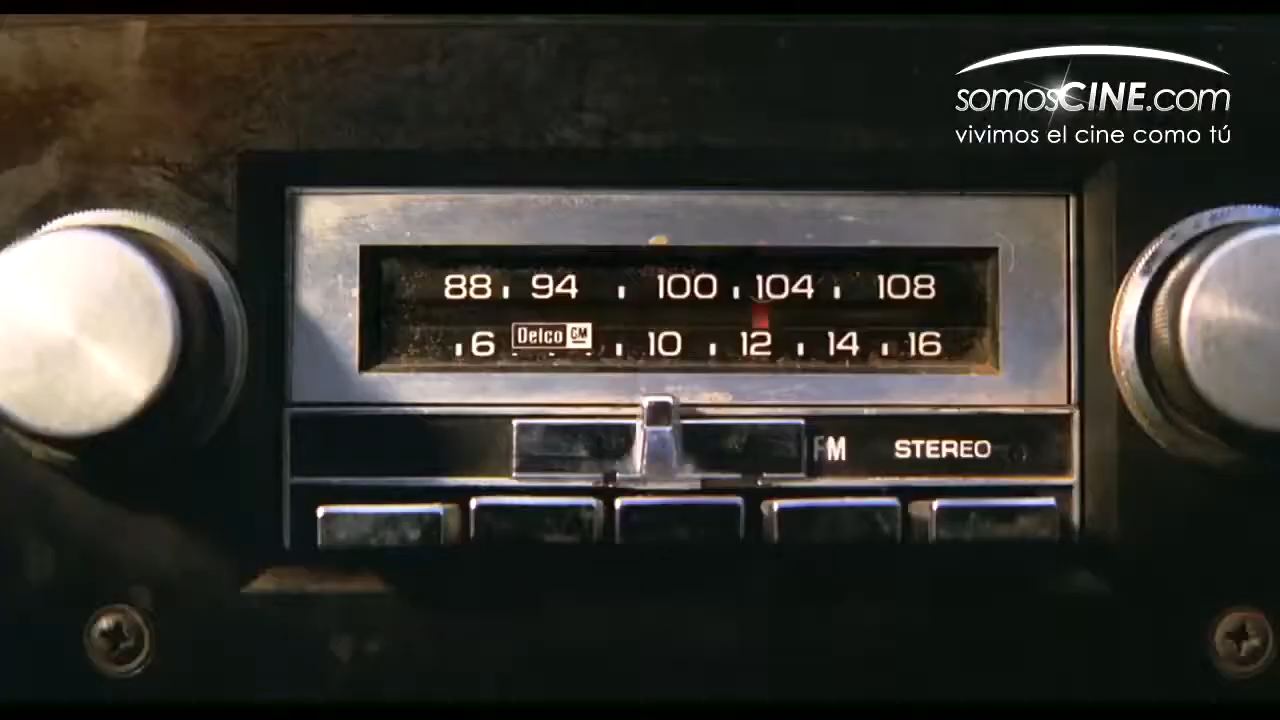 somosCINE.com
vivimos el cine como tú
88 94 100 104 108
6 Delco GM 10 12 14 16
FM STEREO